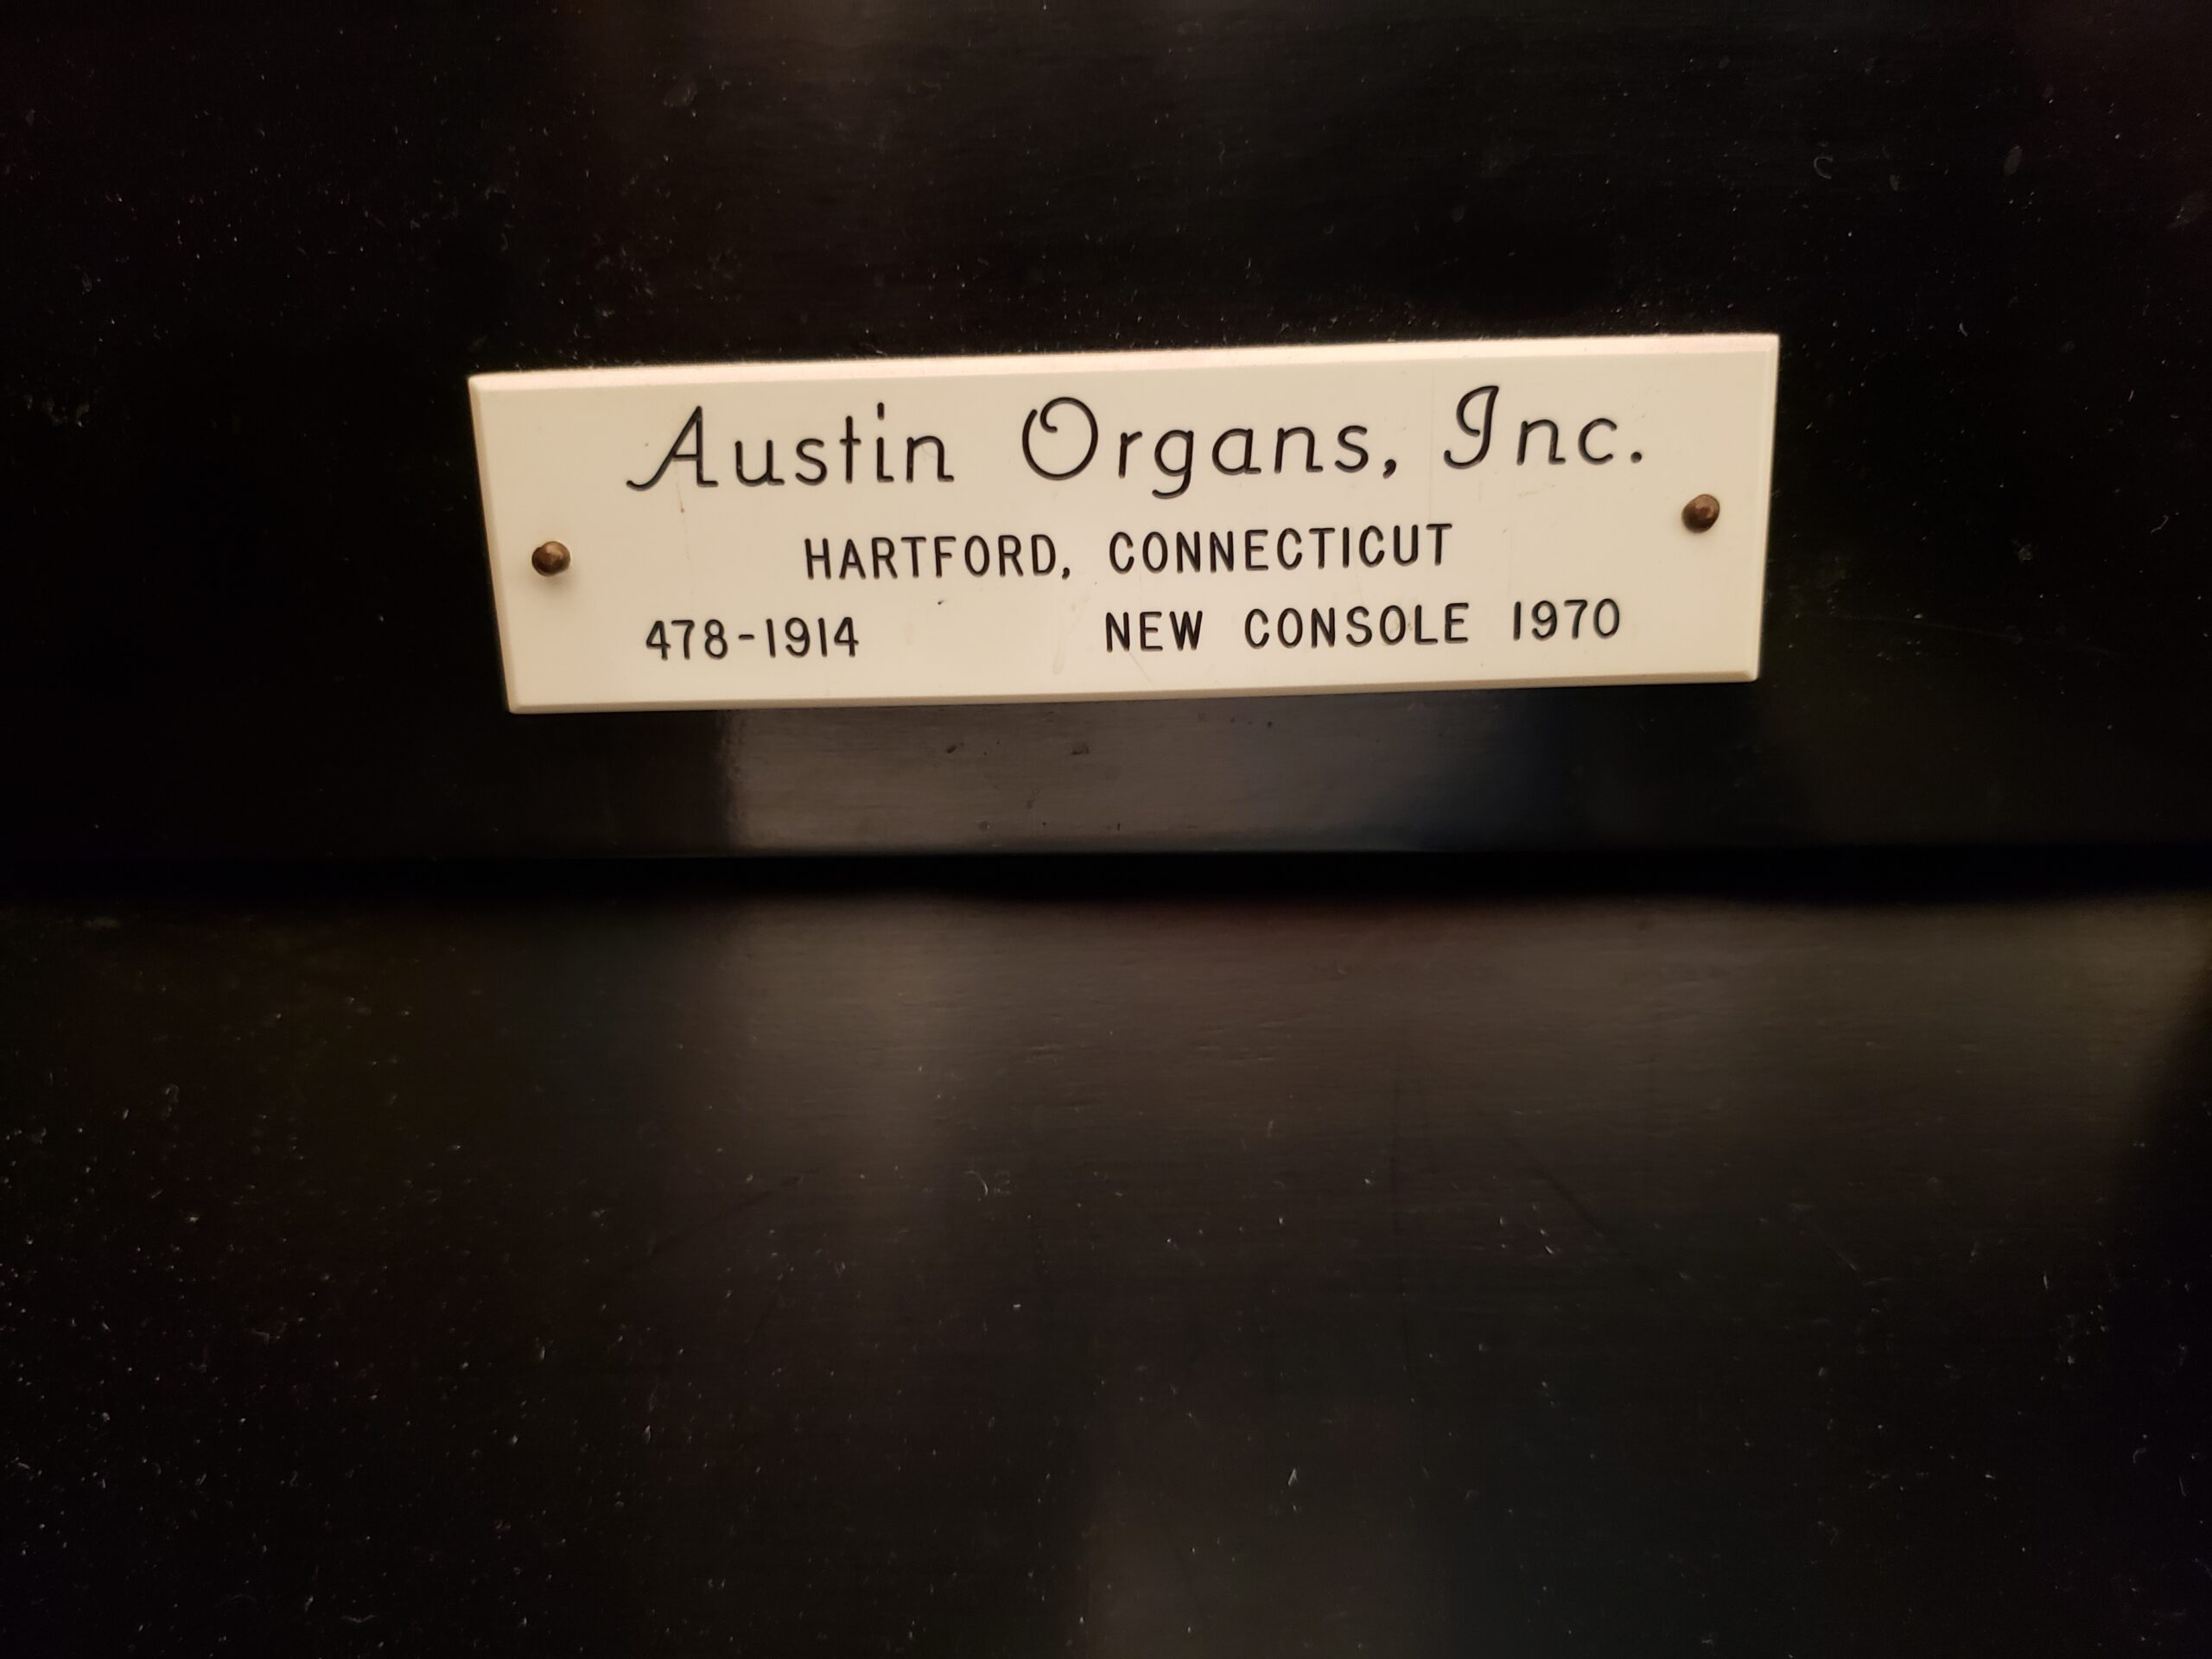 Austin Organs, Inc.
HARTFORD, CONNECTICUT
478-1914 NEW CONSOLE 1970